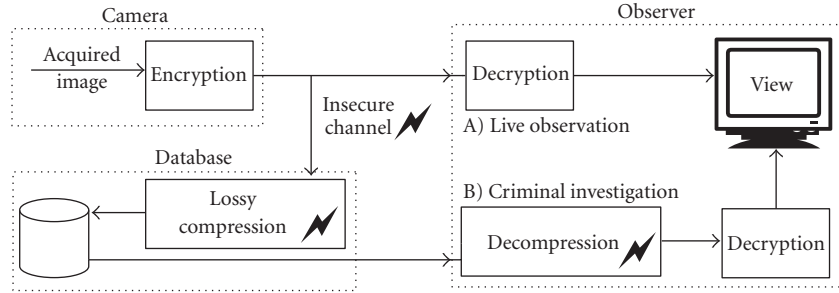 Camera
Acquired
image
Encryption
Insecure
channel
Observer
Decryption
View
A) Live observation
Database
Lossy
compression
B) Criminal investigation
Decompression
Decryption